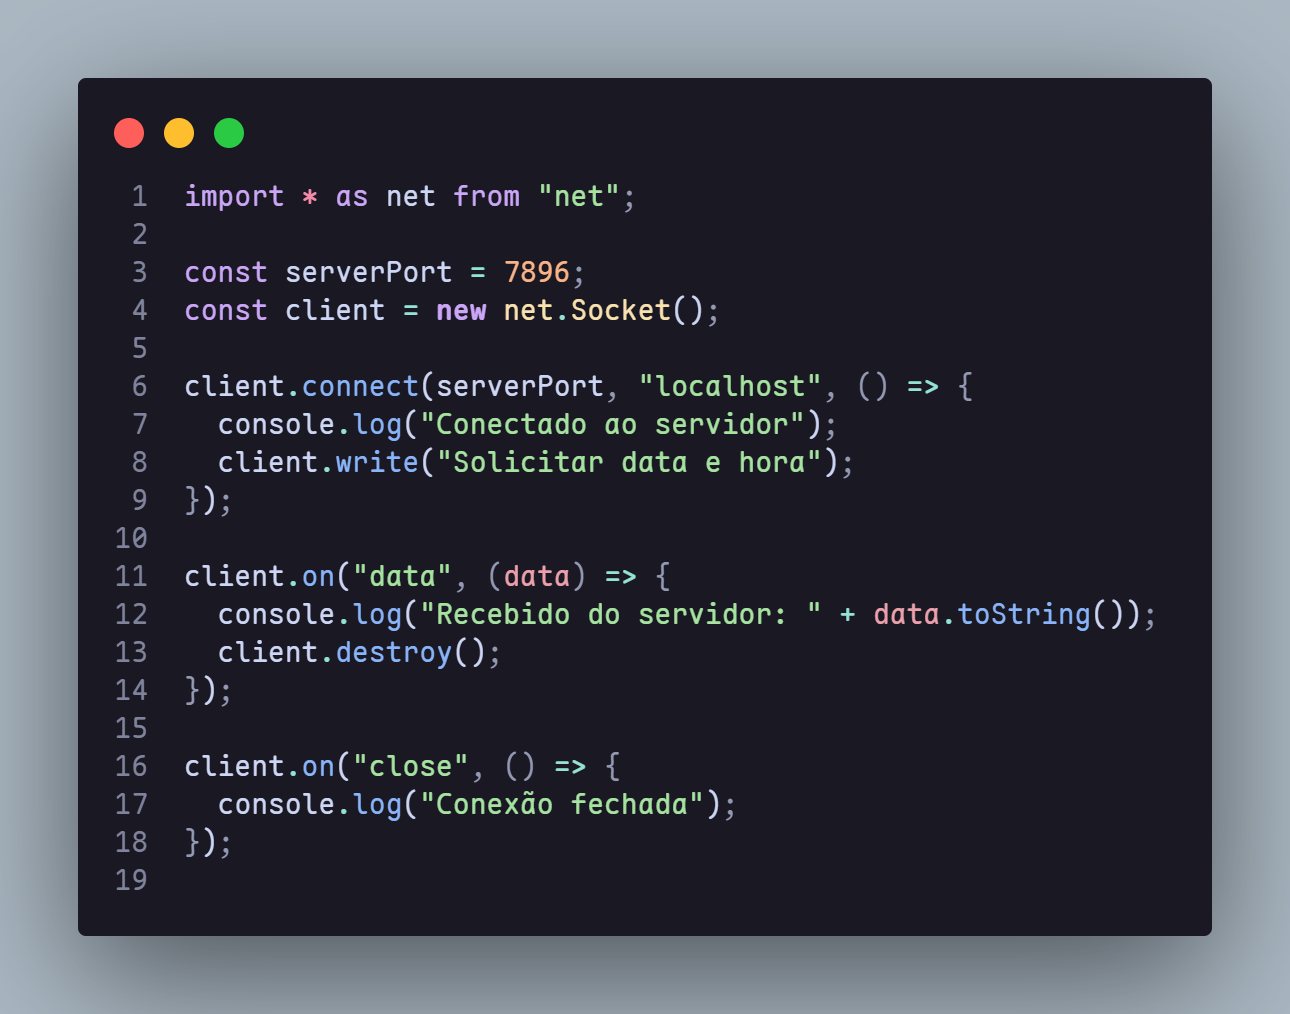 1 import * as net from "net";
2
3 const serverPort = 7896;
4 const client = new net.Socket();
5
6 client.connect(serverPort, "localhost", () => {
7   console.log("Conectado ao servidor");
8   client.write("Solicitar data e hora");
9 });
10
11 client.on("data", (data) => {
12   console.log("Recebido do servidor: " + data.toString());
13   client.destroy();
14 });
15
16 client.on("close", () => {
17   console.log("Conexão fechada");
18 });
19